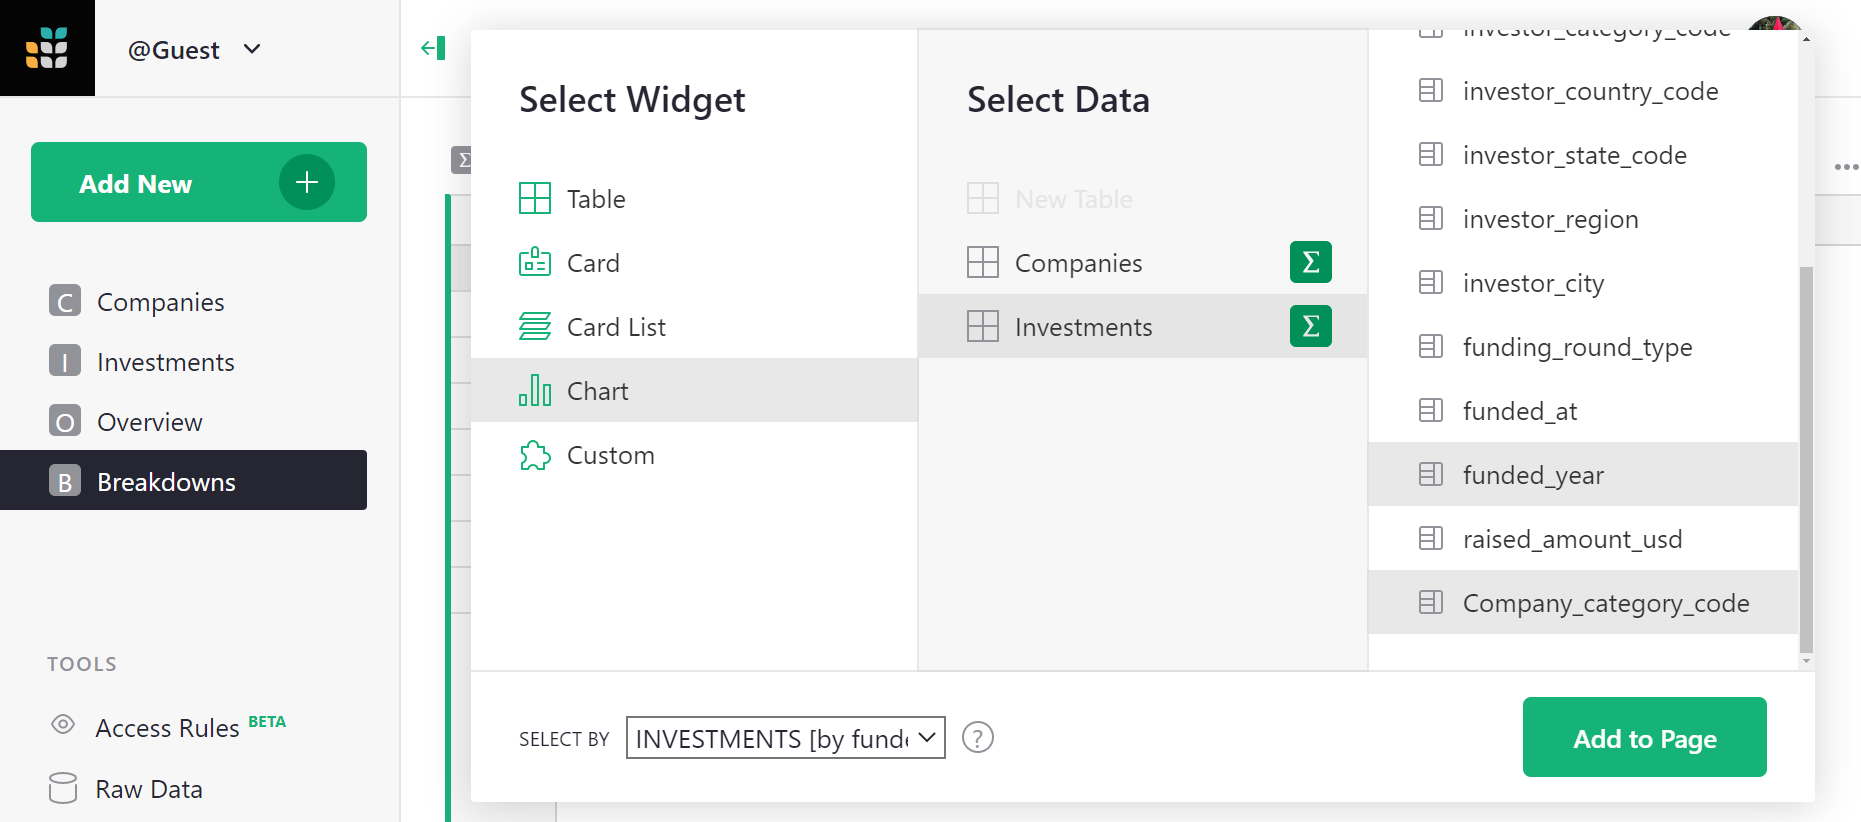 @Guest
Add New
C Companies
I Investments
O Overview
B Breakdowns
TOOLS
Access Rules BETA
Raw Data
Σ
Select Widget
Table
Card
Card List
Chart
Custom
Select Data
New Table
Companies Σ
Investments Σ
investor_category_code
investor_country_code
investor_state_code
investor_region
investor_city
funding_round_type
funded_at
funded_year
raised_amount_usd
Company_category_code
SELECT BY INVESTMENTS [by fund ?
Add to Page